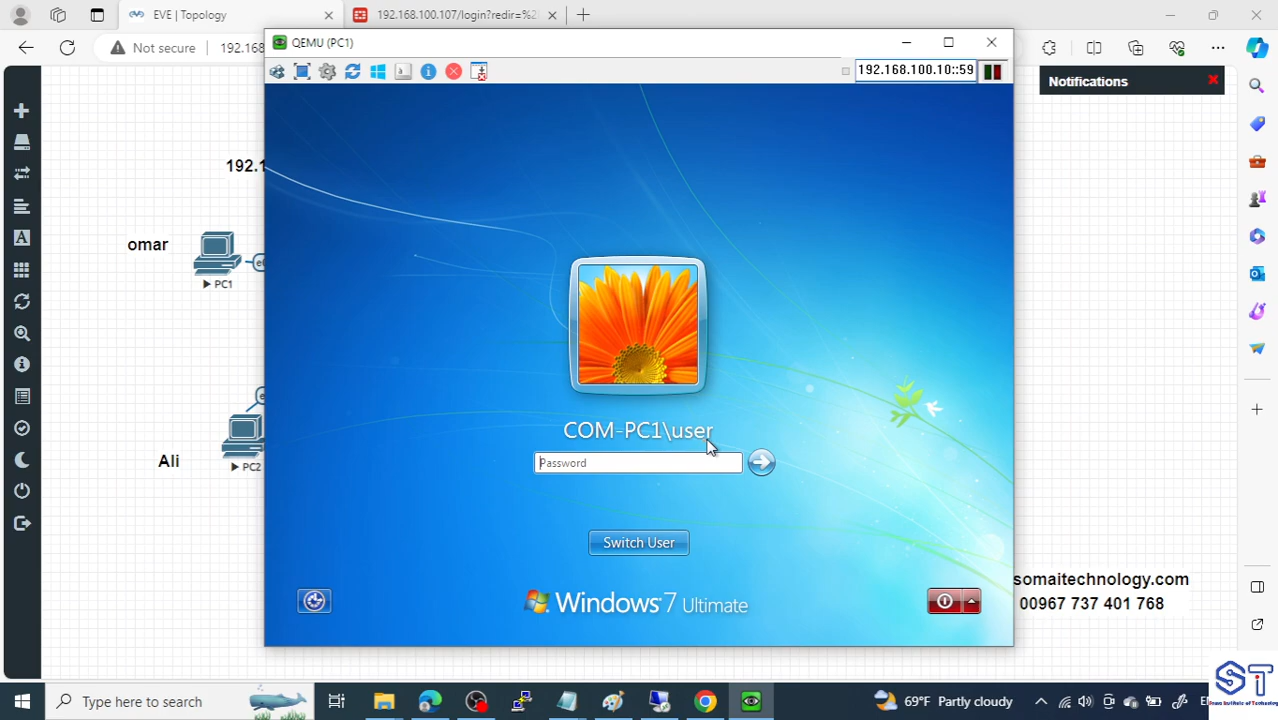 EVE | Topology
192.168.100.107/login?redir=%2
Not secure
192.168
QEMU (PC1)
192.168.100.10::59
Notifications
192.1
omar
PC1
COM-PC1\user
Password
Ali
PC2
Switch User
somaitechnology.com
00967 737 401 768
Windows 7 Ultimate
Type here to search
69°F Partly cloudy
ST